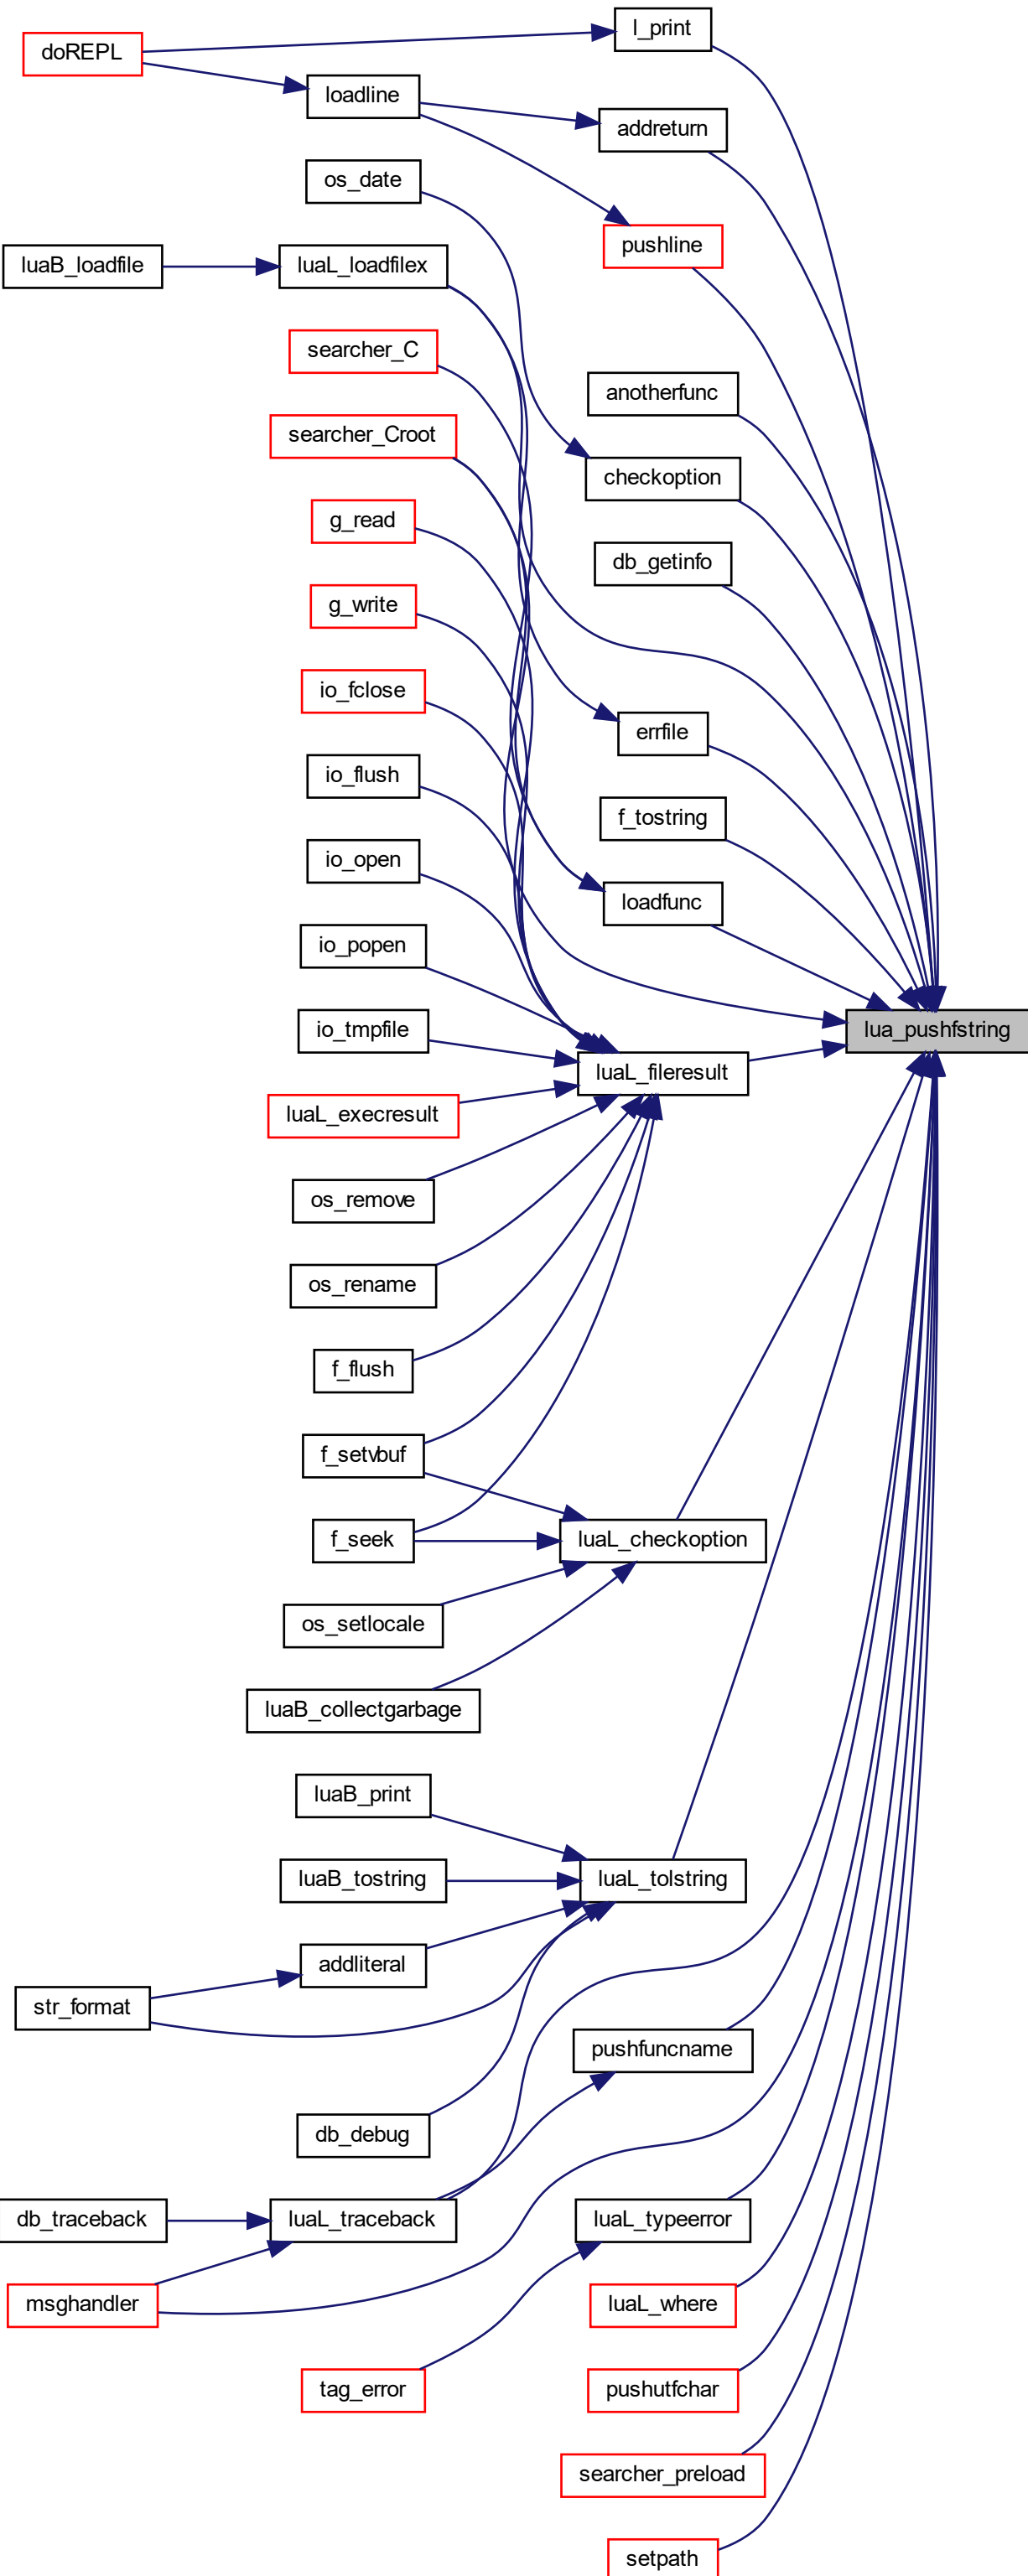 l_print
doREPL
loadline
addreturn
os_date
pushline
luaB_loadfile
luaL_loadfilex
searcher_C
anotherfunc
searcher_Croot
checkoption
g_read
db_getinfo
g_write
io_fclose
errfile
io_flush
f_tostring
io_open
loadfunc
io_popen
io_tmpfile
lua_pushfstring
luaL_fileresult
luaL_execresult
os_remove
os_rename
f_flush
f_setvbuf
f_seek
luaL_checkoption
os_setlocale
luaB_collectgarbage
luaB_print
luaB_tostring
luaL_tolstring
addliteral
str_format
pushfuncname
db_debug
db_traceback
luaL_traceback
luaL_typeerror
msghandler
luaL_where
tag_error
pushutfchar
searcher_preload
setpath